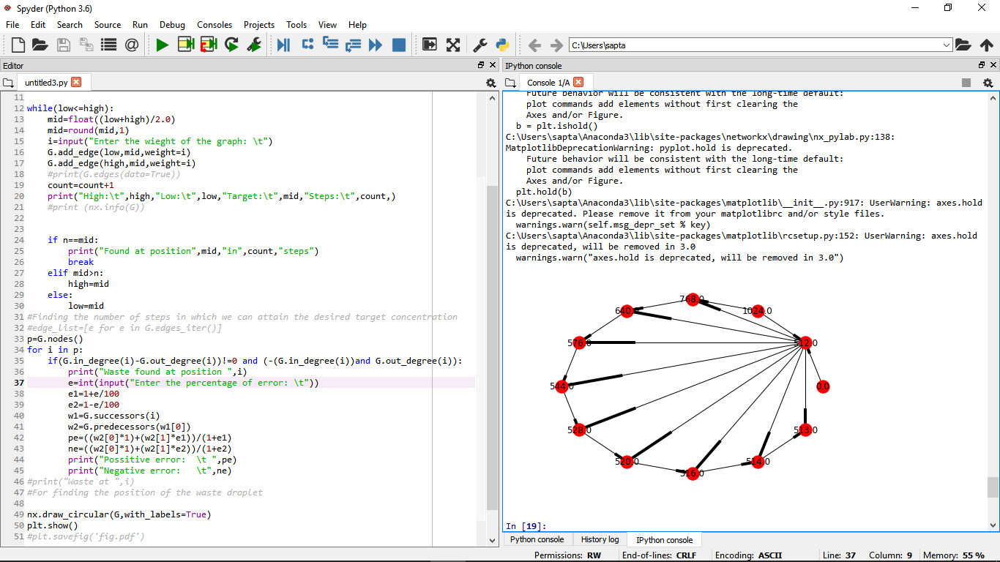 Spyder (Python 3.6)
File Edit Search Source Run Debug Consoles Projects Tools View Help
C:\Users\sapta
Editor
untitled3.py
11
12 while(low<=high):
13     mid=float((low+high)/2.0)
14     mid=round(mid,1)
15     i=input("Enter the wieght of the graph: \t")
16     G.add_edge(low,mid,weight=i)
17     G.add_edge(high,mid,weight=i)
18     #print(G.edges(data=True))
19     count=count+1
20     print("High:\t",high,"Low:\t",low,"Target:\t",mid,"Steps:\t",count,)
21     #print (nx.info(G))
22
23
24     if n==mid:
25         print("Found at position",mid,"in",count,"steps")
26         break
27     elif mid>n:
28         high=mid
29     else:
30         low=mid
31 #Finding the number of steps in which we can attain the desired target concentration
32 #edge_list=[e for e in G.edges_iter()]
33 p=G.nodes()
34 for i in p:
35     if(G.in_degree(i)-G.out_degree(i))!=0 and (-(G.in_degree(i))and G.out_degree(i)):
36         print("Waste found at position ",i)
37         e=int(input("Enter the percentage of error: \t"))
38         e1=1+e/100
39         e2=1-e/100
40         w1=G.successors(i)
41         w2=G.predecessors(w1[0])
42         pe=((w2[0]*1)+(w2[1]*e1))/(1+e1)
43         ne=((w2[0]*1)+(w2[1]*e2))/(1+e2)
44         print("Possitive error:  \t ",pe)
45         print("Negative error:   \t",ne)
46 #print("Waste at ",i)
47 #For finding the position of the waste droplet
48
49 nx.draw_circular(G,with_labels=True)
50 plt.show()
51 #plt.savefig('fig.pdf')
IPython console
Console 1/A
Future behavior will be consistent with the long-time default:
plot commands add elements without first clearing the
Axes and/or Figure.
b = plt.ishold()
C:\Users\sapta\Anaconda3\lib\site-packages\networkx\drawing\nx_pylab.py:138:
MatplotlibDeprecationWarning: pyplot.hold is deprecated.
Future behavior will be consistent with the long-time default:
plot commands add elements without first clearing the
Axes and/or Figure.
plt.hold(b)
C:\Users\sapta\Anaconda3\lib\site-packages\matplotlib\__init__.py:917: UserWarning: axes.hold
is deprecated. Please remove it from your matplotlibrc and/or style files.
warnings.warn(self.msg_depr_set % key)
C:\Users\sapta\Anaconda3\lib\site-packages\matplotlib\rcsetup.py:152: UserWarning: axes.hold
is deprecated, will be removed in 3.0
warnings.warn("axes.hold is deprecated, will be removed in 3.0")
768.0
640.0
1024.0
576.0
512.0
544.0
0.0
528.0
513.0
520.0
514.0
516.0
In [19]:
Python console History log IPython console
Permissions: RW End-of-lines: CRLF Encoding: ASCII Line: 37 Column: 9 Memory: 55 %